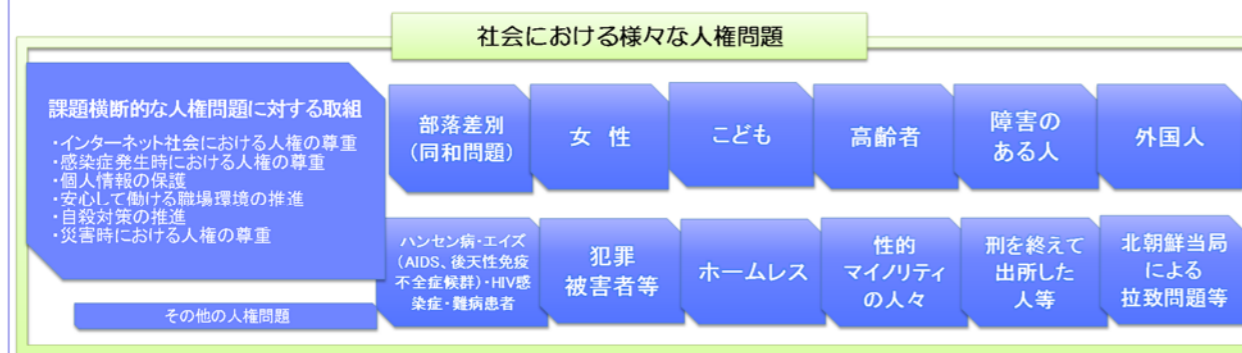 社会における様々な人権問題
課題横断的な人権問題に対する取組
・インターネット社会における人権の尊重
・感染症発生時における人権の尊重
・個人情報の保護
・安心して働ける職場環境の推進
・自殺対策の推進
・災害時における人権の尊重
その他の人権問題
部落差別
(同和問題)
女 性
こども
高齢者
障害の
ある人
外国人
ハンセン病・エイズ
(AIDS、後天性免疫
不全症候群)・HIV感
染症・難病患者
犯罪
被害者等
ホームレス
性的
マイノリティ
の人々
刑を終えて
出所した
人等
北朝鮮当局
による
拉致問題等